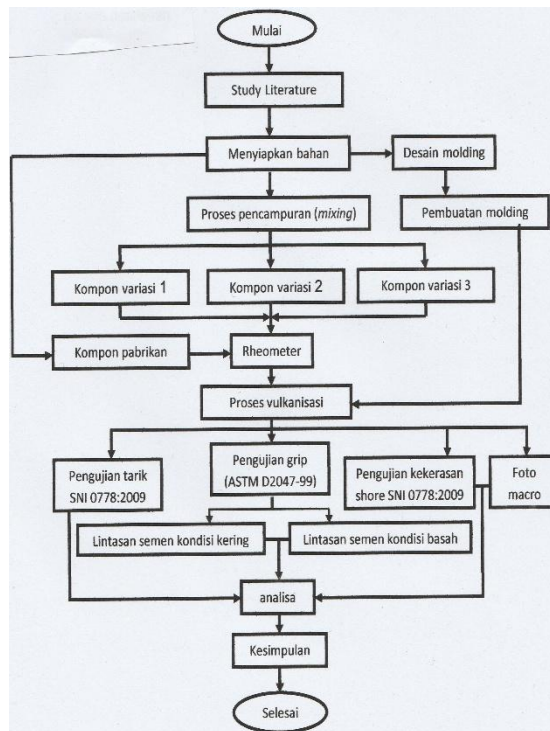 Mulai
Study Literature
Menyiapkan bahan
Desain molding
Proses pencampuran (mixing)
Pembuatan molding
Kompon variasi 1
Kompon variasi 2
Kompon variasi 3
Kompon pabrikan
Rheometer
Proses vulkanisasi
Pengujian tarik
SNI 0778:2009
Pengujian grip
(ASTM D2047-99)
Pengujian kekerasan
shore SNI 0778:2009
Foto
macro
Lintasan semen kondisi kering
Lintasan semen kondisi basah
analisa
Kesimpulan
Selesai